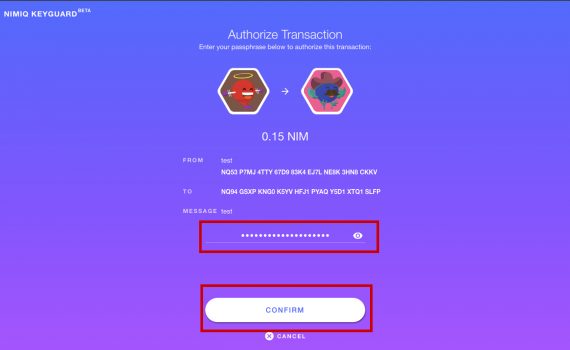 NIMIQ KEYGUARD BETA
Authorize Transaction
Enter your passphrase below to authorize this transaction:
0.15 NIM
FROM test
NQ53 P7MJ 4TTY 67D9 83K4 EJ7L NE8K 3HN8 CKKV
TO NQ94 GSXP KNG0 K5YV HFJ1 PYAQ Y5D1 XTQ1 SLFP
MESSAGE test
CONFIRM
CANCEL